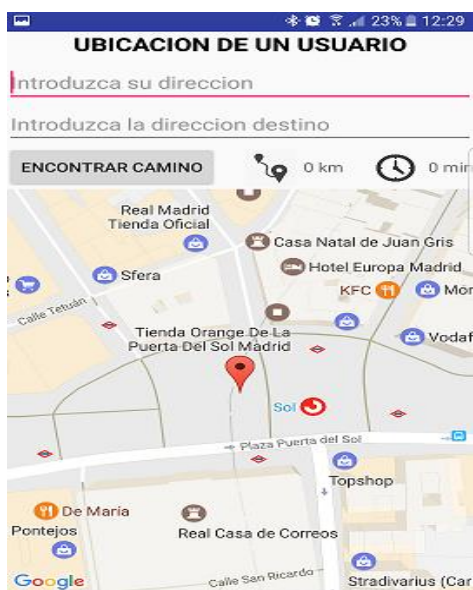 23% 12:29
UBICACION DE UN USUARIO
Introduzca su direccion
Introduzca la direccion destino
ENCONTRAR CAMINO
0 km
0 min
Real Madrid
Tienda Oficial
Casa Natal de Juan Gris
Sfera
Hotel Europa Madrid
KFC
Mon
Calle Tetuán
Tienda Orange De La
Puerta Del Sol Madrid
Vodaf
Sol
Plaza Puerta del Sol
Topshop
De María
Pontejos
Real Casa de Correos
Google
Calle San Ricardo
Stradivarius (Car